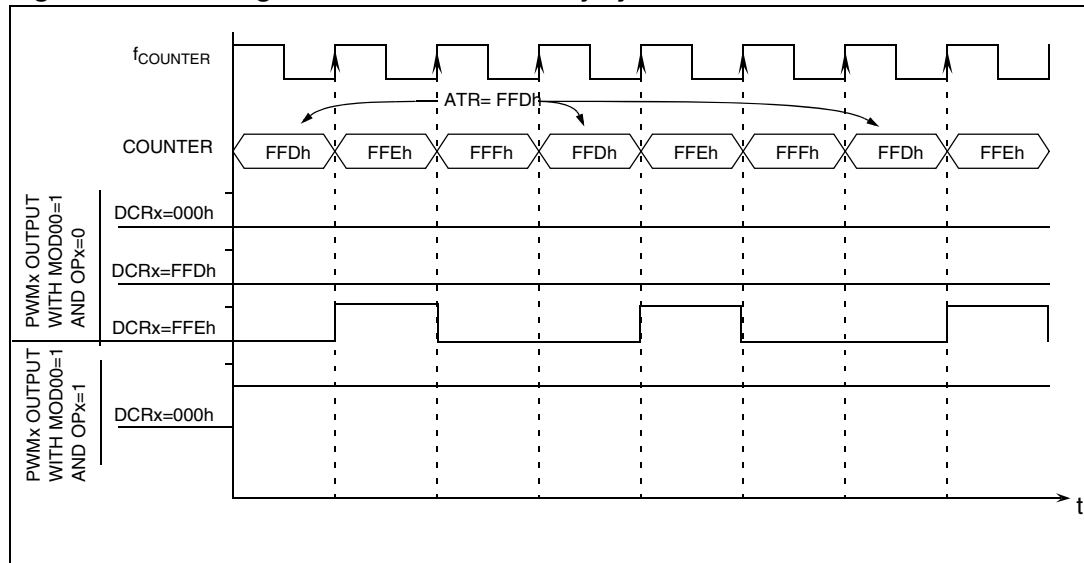 fCOUNTER
ATR= FFDh
COUNTER
FFDh FFEh FFFh FFDh FFEh FFFh FFDh FFEh
PWMx OUTPUT
WITH MOD00=1
AND OPx=0
DCRx=000h
DCRx=FFDh
DCRx=FFEh
PWMx OUTPUT
WITH MOD00=1
AND OPx=1
DCRx=000h
t